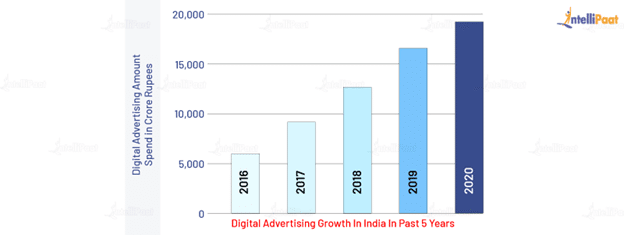 intelliPaat
Digital Advertising Amount
Spend in Crore Rupees
20,000
15,000
10,000
5,000
0
2016
2017
2018
2019
2020
Digital Advertising Growth In India In Past 5 Years